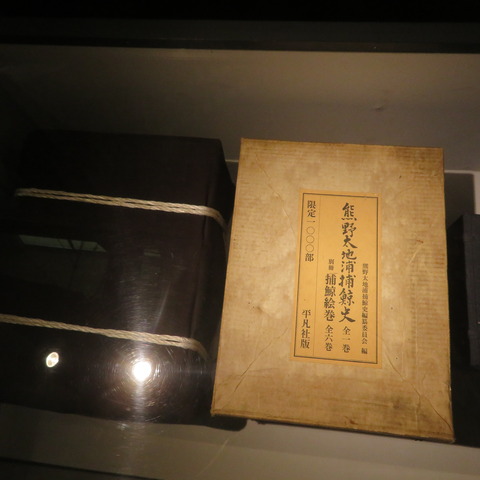 熊野太地浦捕鯨史編纂委員会 編
熊野太地浦捕鯨史 全一巻
別冊 捕鯨絵巻 全六巻
平凡社版
限定一〇〇〇部